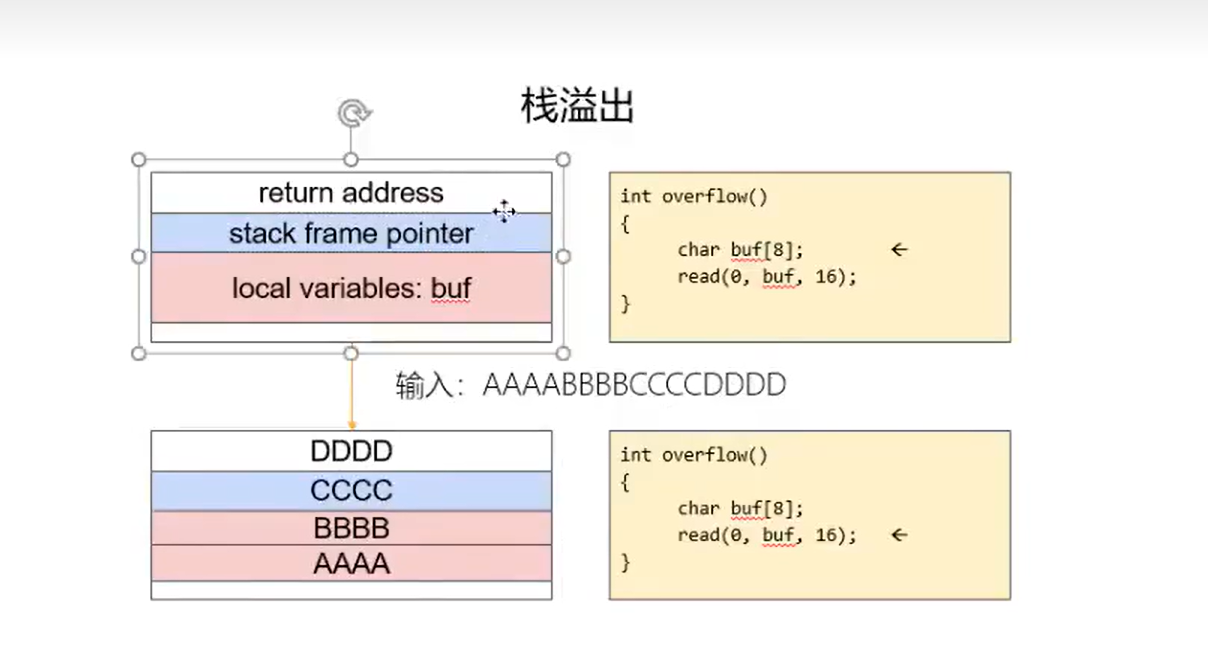 栈溢出
return address
stack frame pointer
local variables: buf
int overflow()
{
char buf[8]; ←
read(0, buf, 16);
}
输入：AAAABBBBCCCCDDDD
DDDD
CCCC
BBBB
AAAA
int overflow()
{
char buf[8];
read(0, buf, 16); ←
}